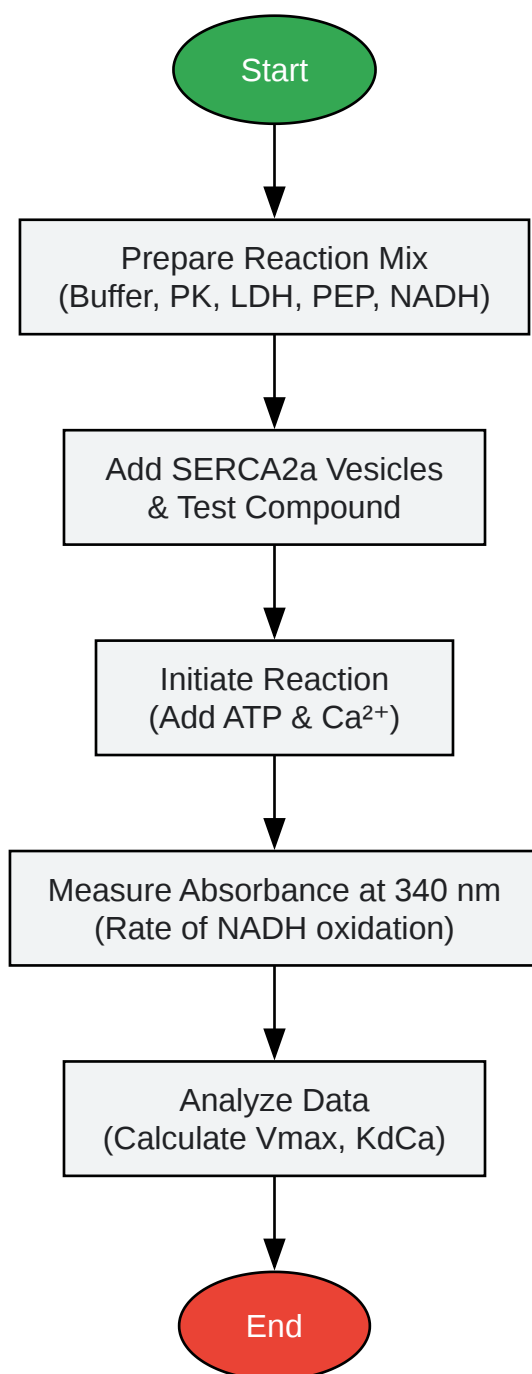 Start
Prepare Reaction Mix
(Buffer, PK, LDH, PEP, NADH)
Add SERCA2a Vesicles
& Test Compound
Initiate Reaction
(Add ATP & Ca²⁺)
Measure Absorbance at 340 nm
(Rate of NADH oxidation)
Analyze Data
(Calculate Vmax, KdCa)
End